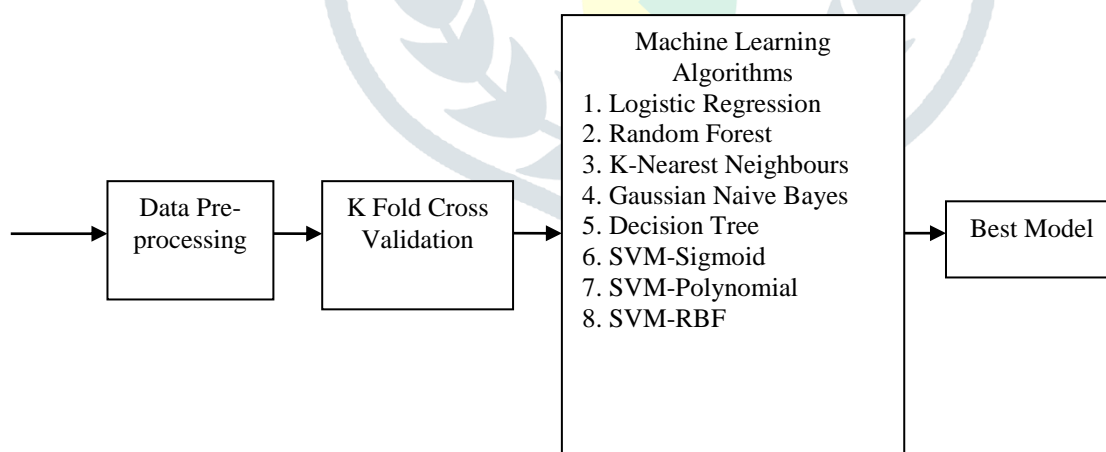 Machine Learning
Algorithms
1. Logistic Regression
2. Random Forest
3. K-Nearest Neighbours
4. Gaussian Naive Bayes
5. Decision Tree
6. SVM-Sigmoid
7. SVM-Polynomial
8. SVM-RBF
Data Pre-
processing
K Fold Cross
Validation
Best Model